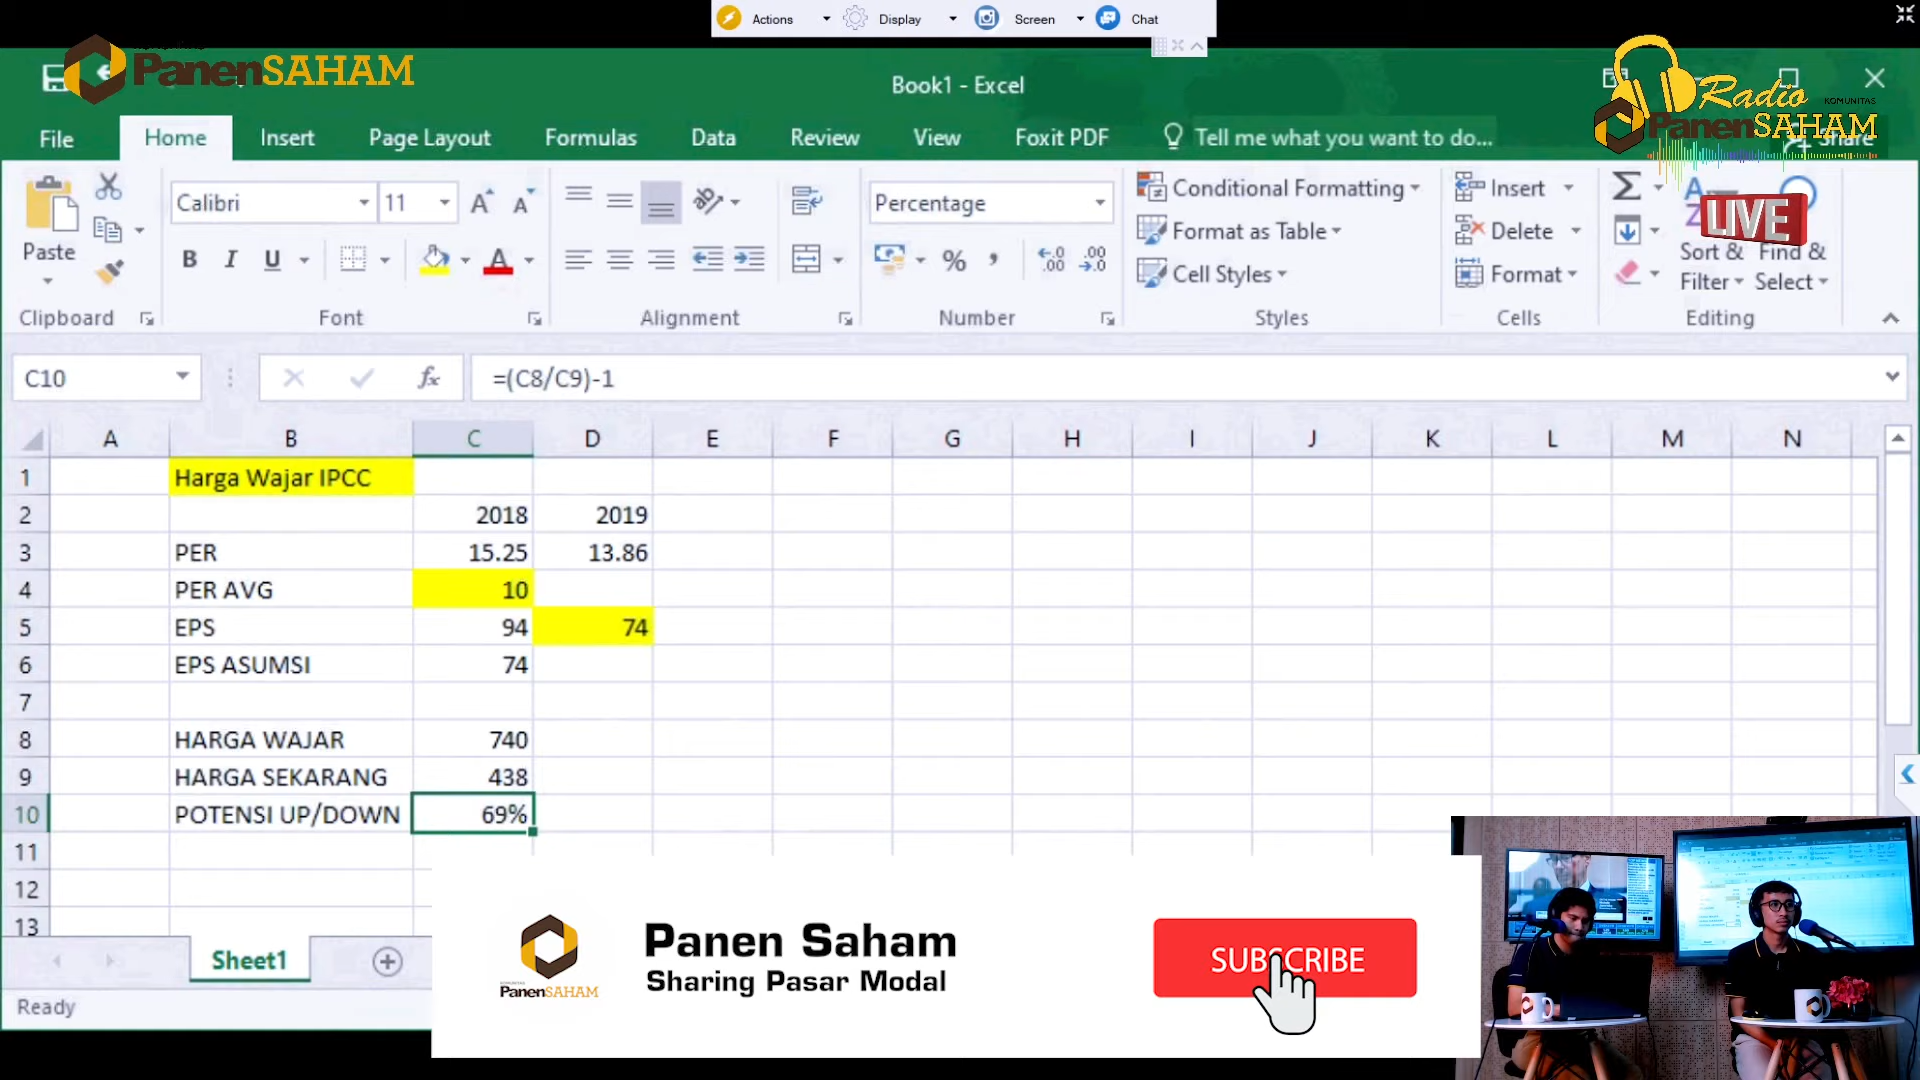 Actions Display Screen Chat
KOMUNITAS
PanenSAHAM
Book1 - Excel
Radio
KOMUNITAS
PanenSAHAM
File Home Insert Page Layout Formulas Data Review View Foxit PDF Tell me what you want to do... Share
LIVE
Calibri 11 Percentage Conditional Formatting Insert
Paste Format as Table Delete Sort & Find &
B I U % Cell Styles Format Filter Select
Clipboard Font Alignment Number Styles Cells Editing
C10 fx =(C8/C9)-1
A B C D E F G H I J K L M N
1 Harga Wajar IPCC
2 2018 2019
3 PER 15.25 13.86
4 PER AVG 10
5 EPS 94 74
6 EPS ASUMSI 74
7
8 HARGA WAJAR 740
9 HARGA SEKARANG 438
10 POTENSI UP/DOWN 69%
11
12
13
Sheet1
Ready
PanenSAHAM
Panen Saham
Sharing Pasar Modal
SUBSCRIBE